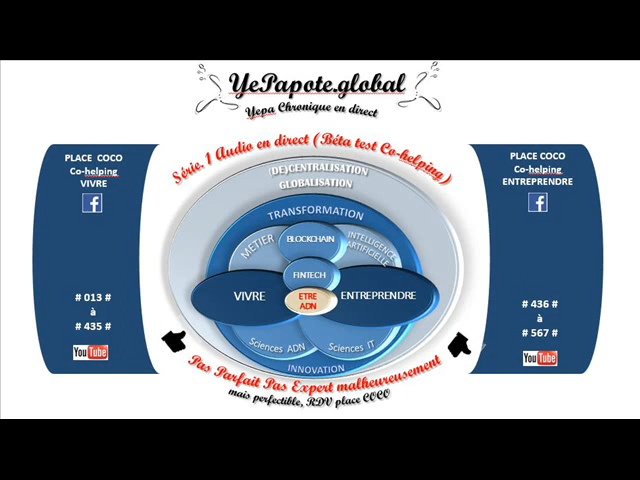 YePapote.global
Yepa Chronique en direct
Série, 1 Audio en direct (Béta test Co-helping)
PLACE COCO
Co-helping
VIVRE
# 013 #
à
# 435 #
YouTube
(DE)CENTRALISATION
GLOBALISATION
TRANSFORMATION
METIER
BLOCKCHAIN
INTELLIGENCE
ARTIFICIELLE
FINTECH
VIVRE
ETRE
ADN
ENTREPRENDRE
Sciences ADN
Sciences IT
INNOVATION
PLACE COCO
Co-helping
ENTREPRENDRE
# 436 #
à
# 567 #
YouTube
Pas Parfait Pas Expert malheureusement
mais perfectible, RDV place COCO